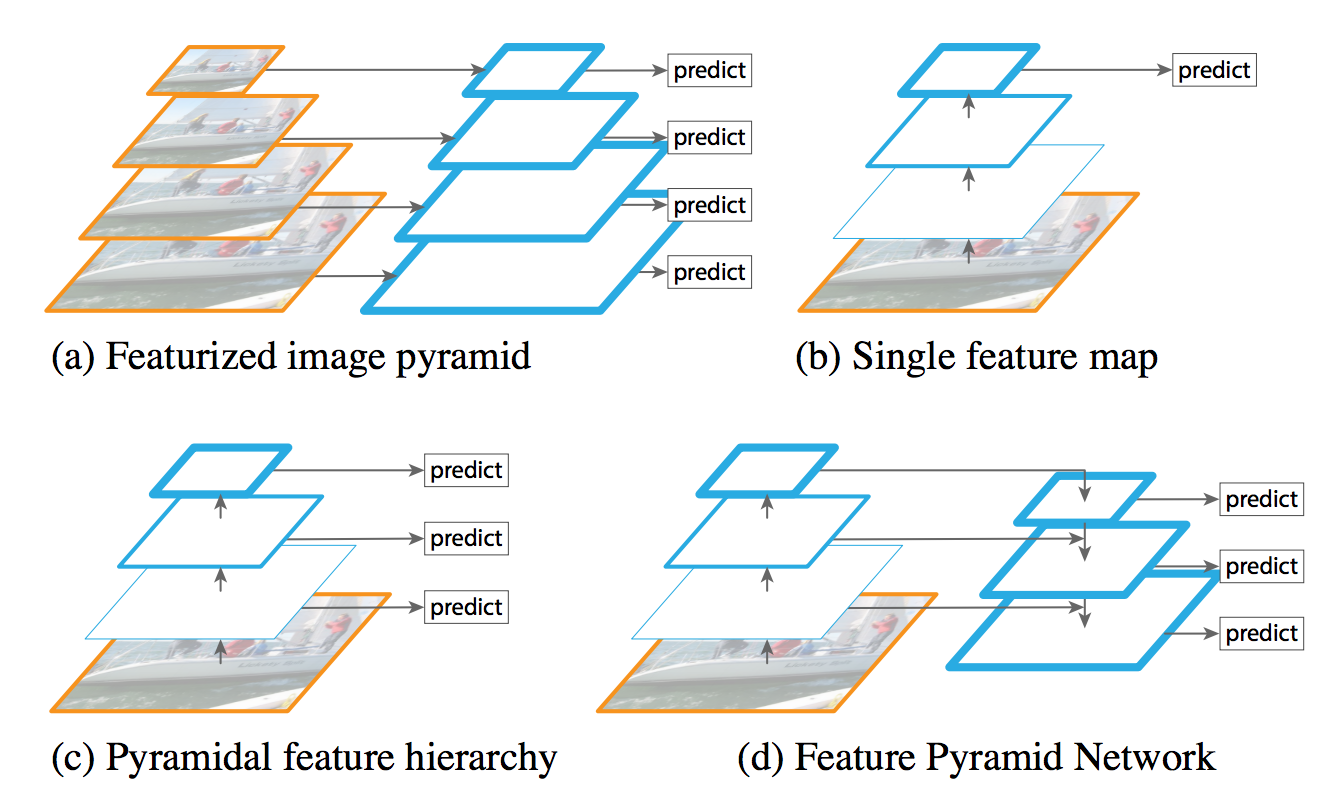 predict
predict
predict
predict
(a) Featurized image pyramid
predict
(b) Single feature map
predict
predict
predict
(c) Pyramidal feature hierarchy
predict
predict
predict
(d) Feature Pyramid Network